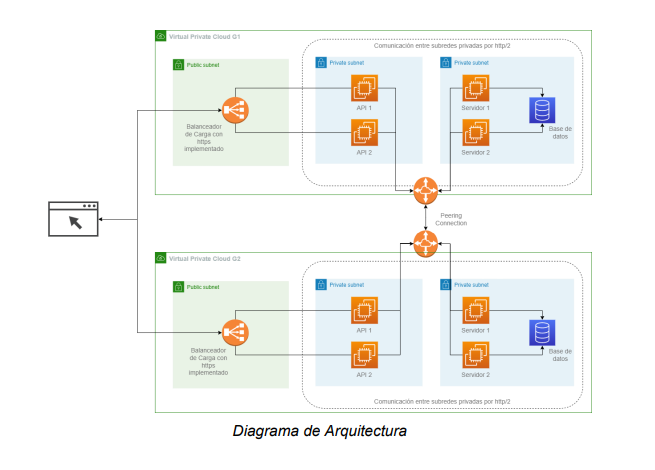 Virtual Private Cloud G1
Comunicación entre subredes privadas por http/2
Public subnet
Private subnet
Private subnet
Balanceador
de Carga con
https
implementado
API 1
API 2
Servidor 1
Servidor 2
Base de
datos
Peering
Connection
Virtual Private Cloud G2
Public subnet
Private subnet
Private subnet
Balanceador
de Carga con
https
implementado
API 1
API 2
Servidor 1
Servidor 2
Base de
datos
Comunicación entre subredes privadas por http/2
Diagrama de Arquitectura